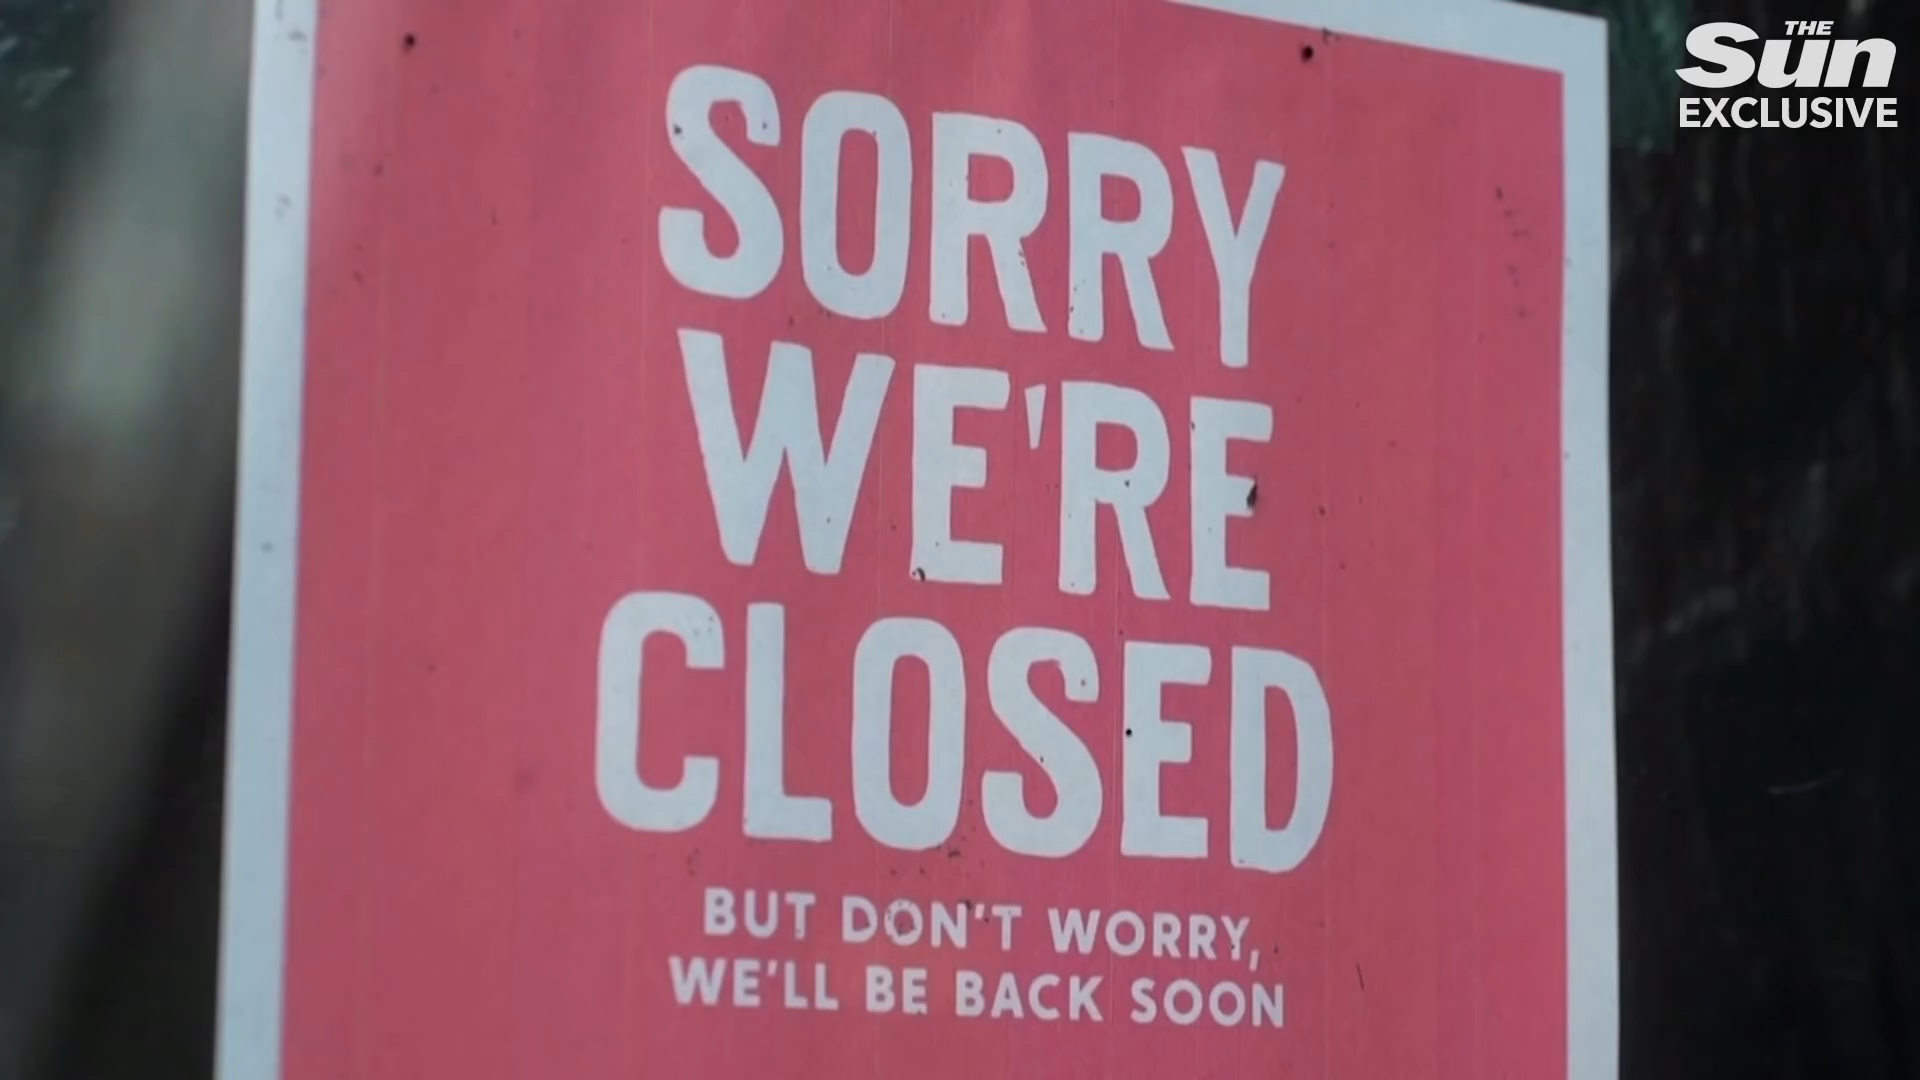 THE
Sun
EXCLUSIVE
SORRY
WE'RE
CLOSED
BUT DON'T WORRY,
WE'LL BE BACK SOON